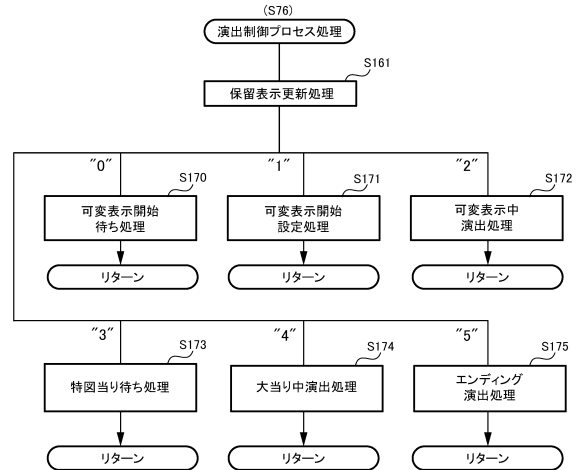 (S76)
演出制御プロセス処理
S161
保留表示更新処理
"0"
S170
可変表示開始
待ち処理
リターン
"1"
S171
可変表示開始
設定処理
リターン
"2"
S172
可変表示中
演出処理
リターン
"3"
S173
特図当り待ち処理
リターン
"4"
S174
大当り中演出処理
リターン
"5"
S175
エンディング
演出処理
リターン